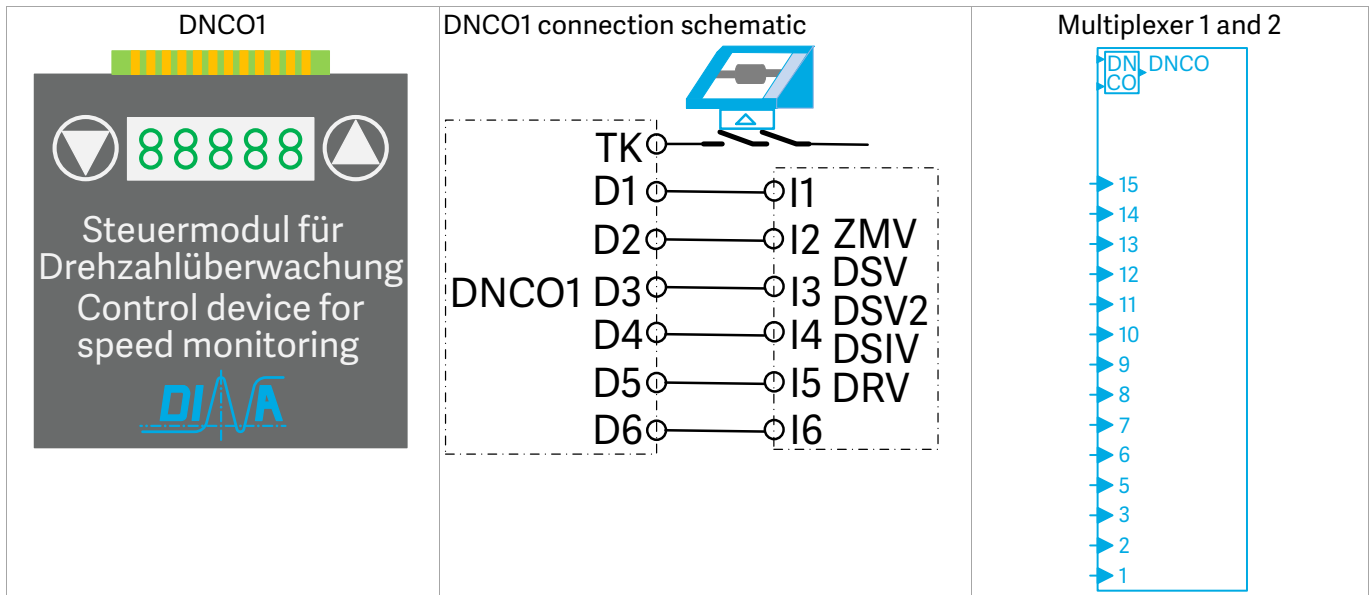 DNCO1
88888
Steuermodul für
Drehzahlüberwachung
Control device for
speed monitoring
DINA
DNCO1 connection schematic
TK
D1 I1
D2 I2 ZMV
DSV
DNCO1 D3 I3
DSV2
D4 I4
DSIV
D5 I5 DRV
D6 I6
Multiplexer 1 and 2
DN DNCO
CO
15
14
13
12
11
10
9
8
7
6
5
3
2
1